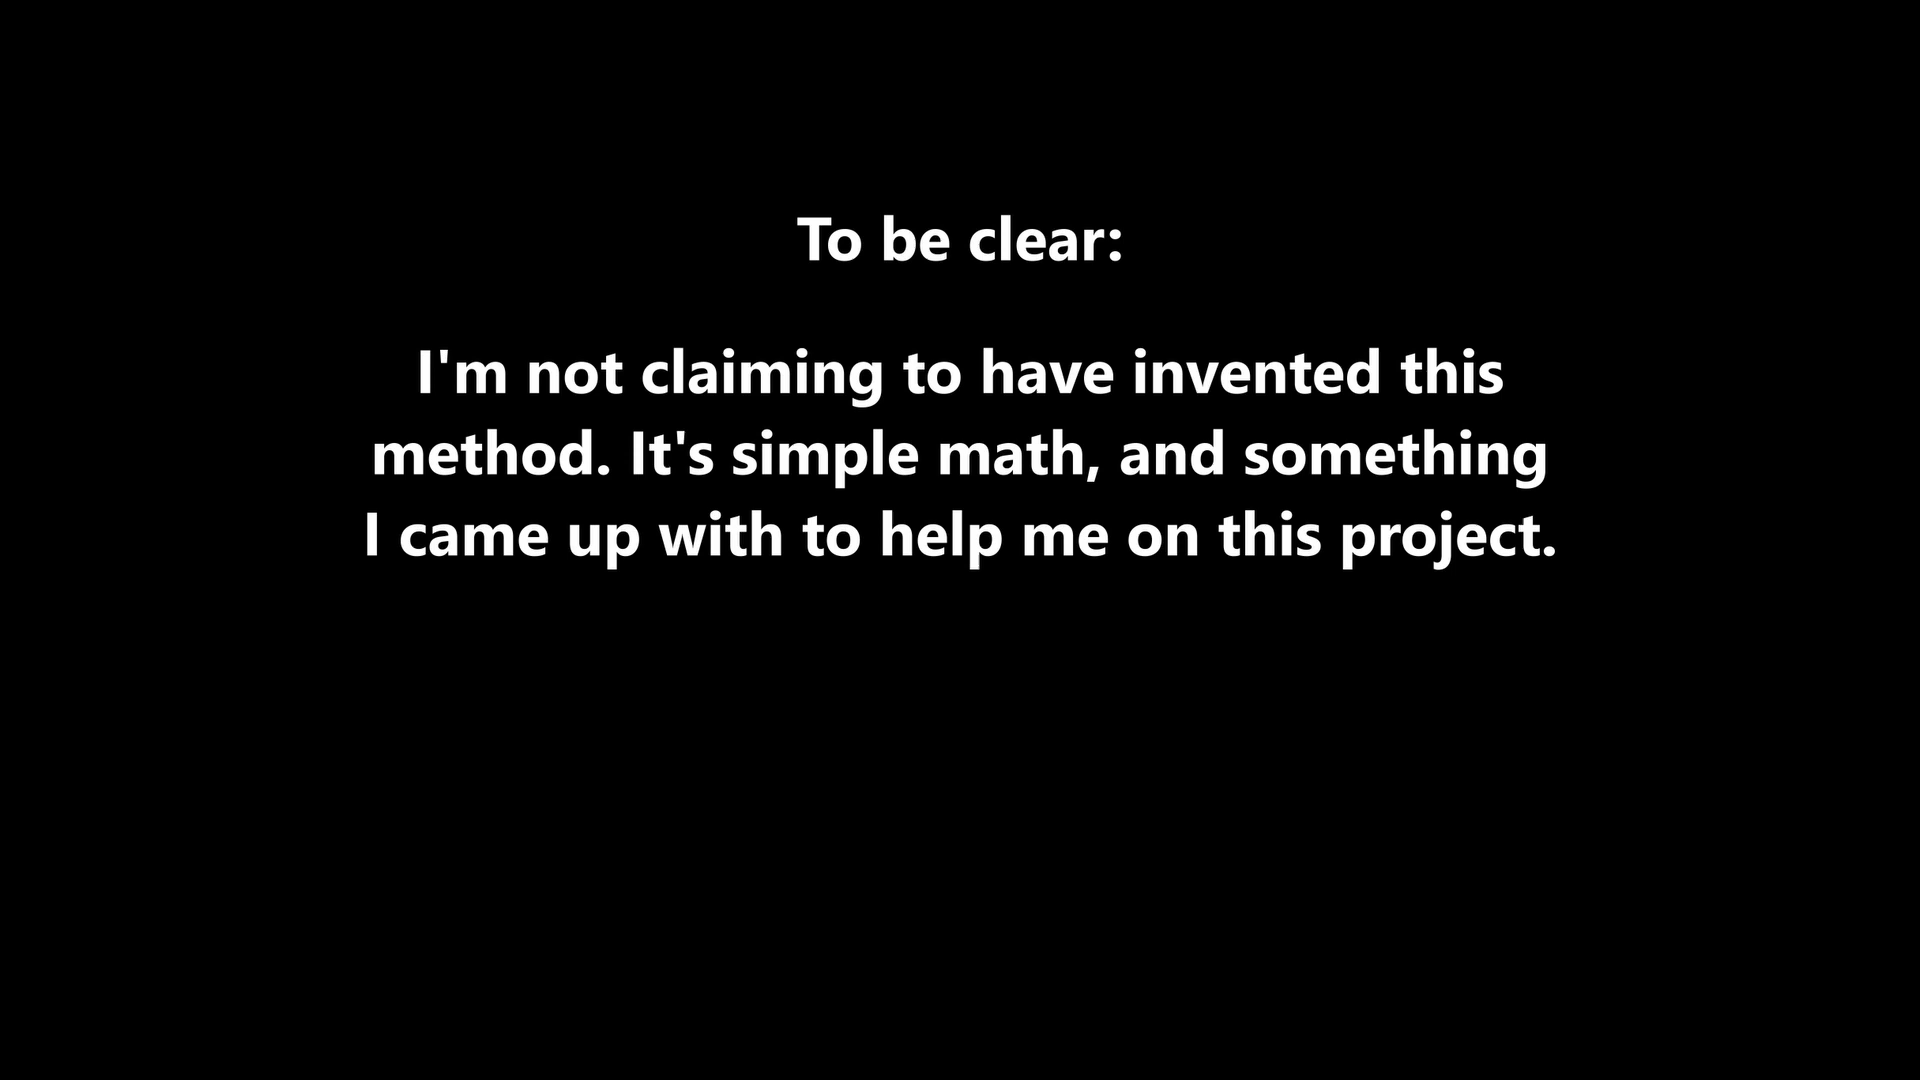 To be clear:
I'm not claiming to have invented this
method. It's simple math, and something
I came up with to help me on this project.